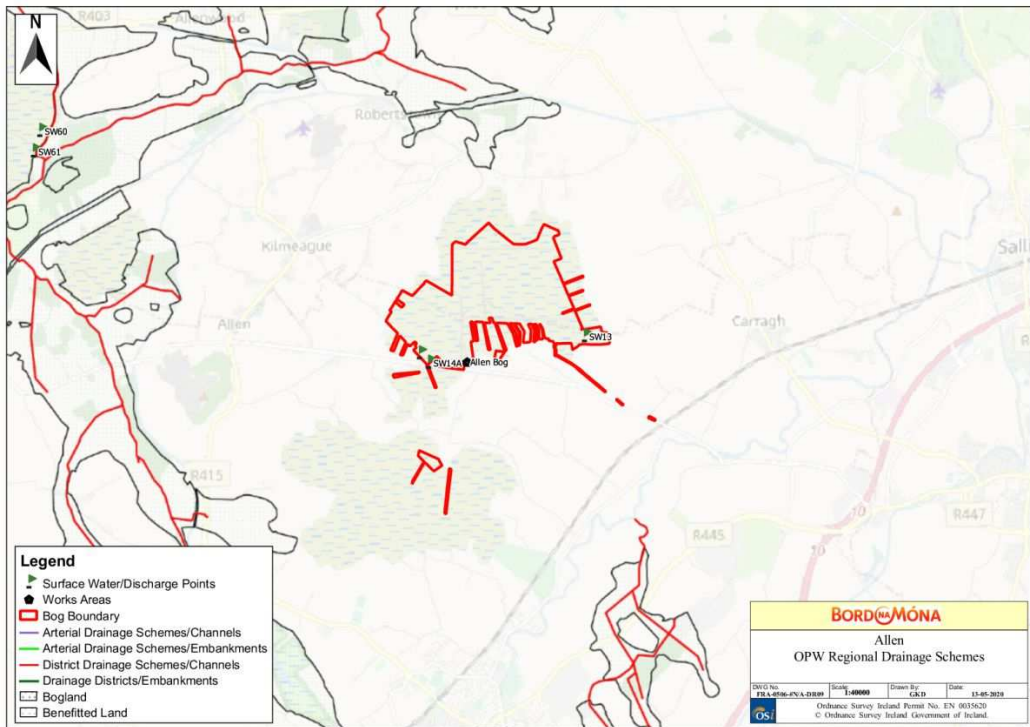 N
R403
Allenwood
SW60
SW61
Kilmeague
Allen
SW13
Carragh
SW14A
Allen Bog
R415
R445
R447
10
10
Legend
Surface Water/Discharge Points
Works Areas
Bog Boundary
Arterial Drainage Schemes/Channels
Arterial Drainage Schemes/Embankments
District Drainage Schemes/Channels
Drainage Districts/Embankments
Bogland
Benefitted Land
BORD NA MÓNA
Allen
OPW Regional Drainage Schemes
DWG No.
Scale:
1:40000
Drawn By:
GKD
Date:
13-05-2020
OSi
Ordnance Survey Ireland Permit No. EN 0035620
© Ordnance Survey Ireland Government of Ireland.